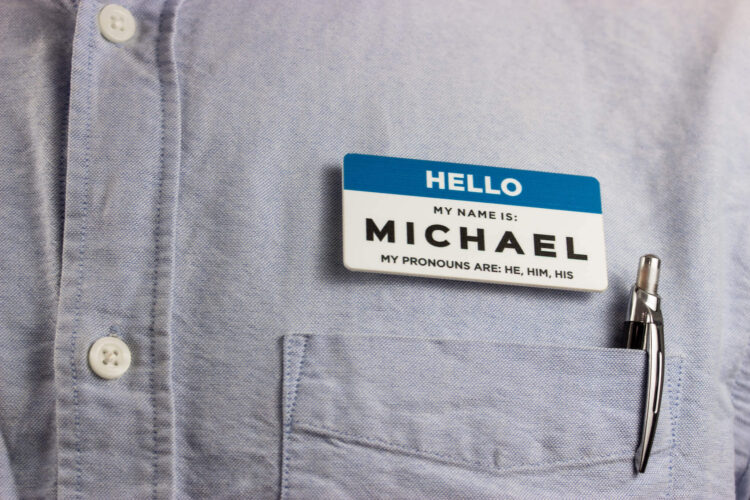 HELLO
MY NAME IS:
MICHAEL
MY PRONOUNS ARE: HE, HIM, HIS